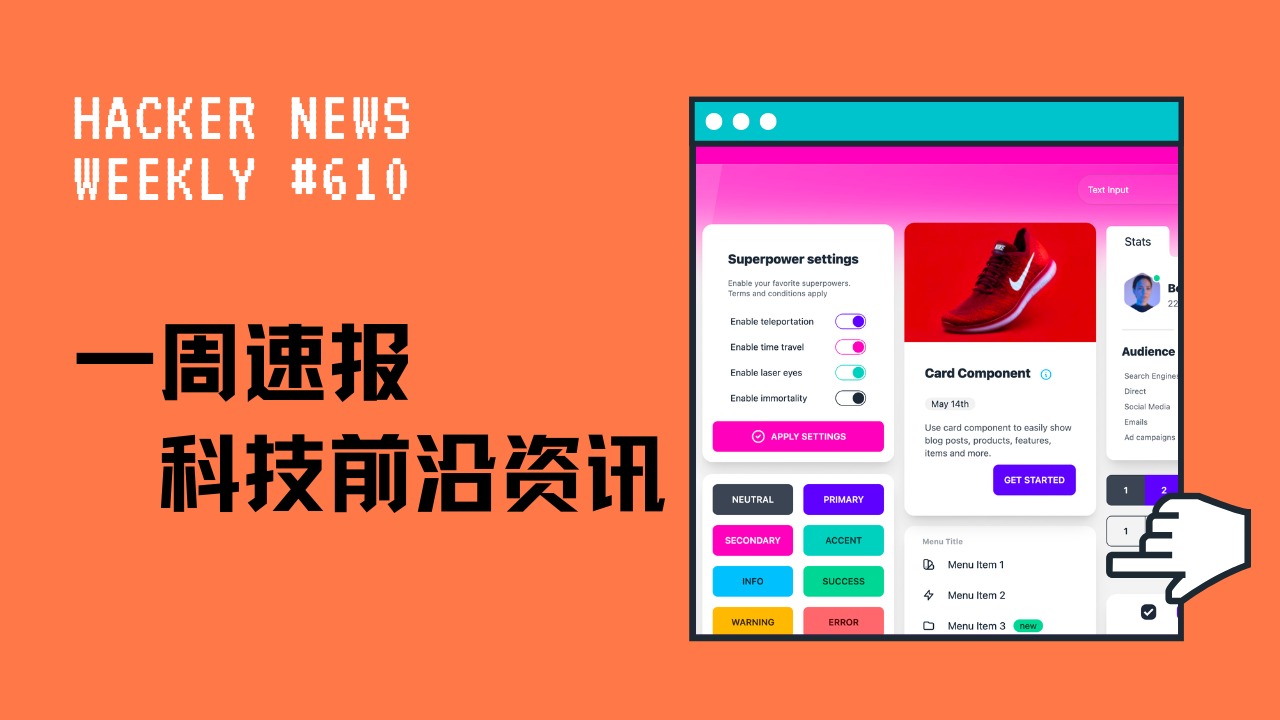 HACKER NEWS
WEEKLY #610
一周速报
科技前沿资讯
Text Input
Superpower settings
Enable your favorite superpowers.
Terms and conditions apply
Enable teleportation
Enable time travel
Enable laser eyes
Enable immortality
APPLY SETTINGS
NEUTRAL
PRIMARY
SECONDARY
ACCENT
INFO
SUCCESS
WARNING
ERROR
Card Component
May 14th
Use card component to easily show
blog posts, products, features,
items and more.
GET STARTED
Menu Title
Menu Item 1
Menu Item 2
Menu Item 3 new
Stats
22
Audience
Search Engines
Direct
Social Media
Emails
Ad campaigns
1 2
1